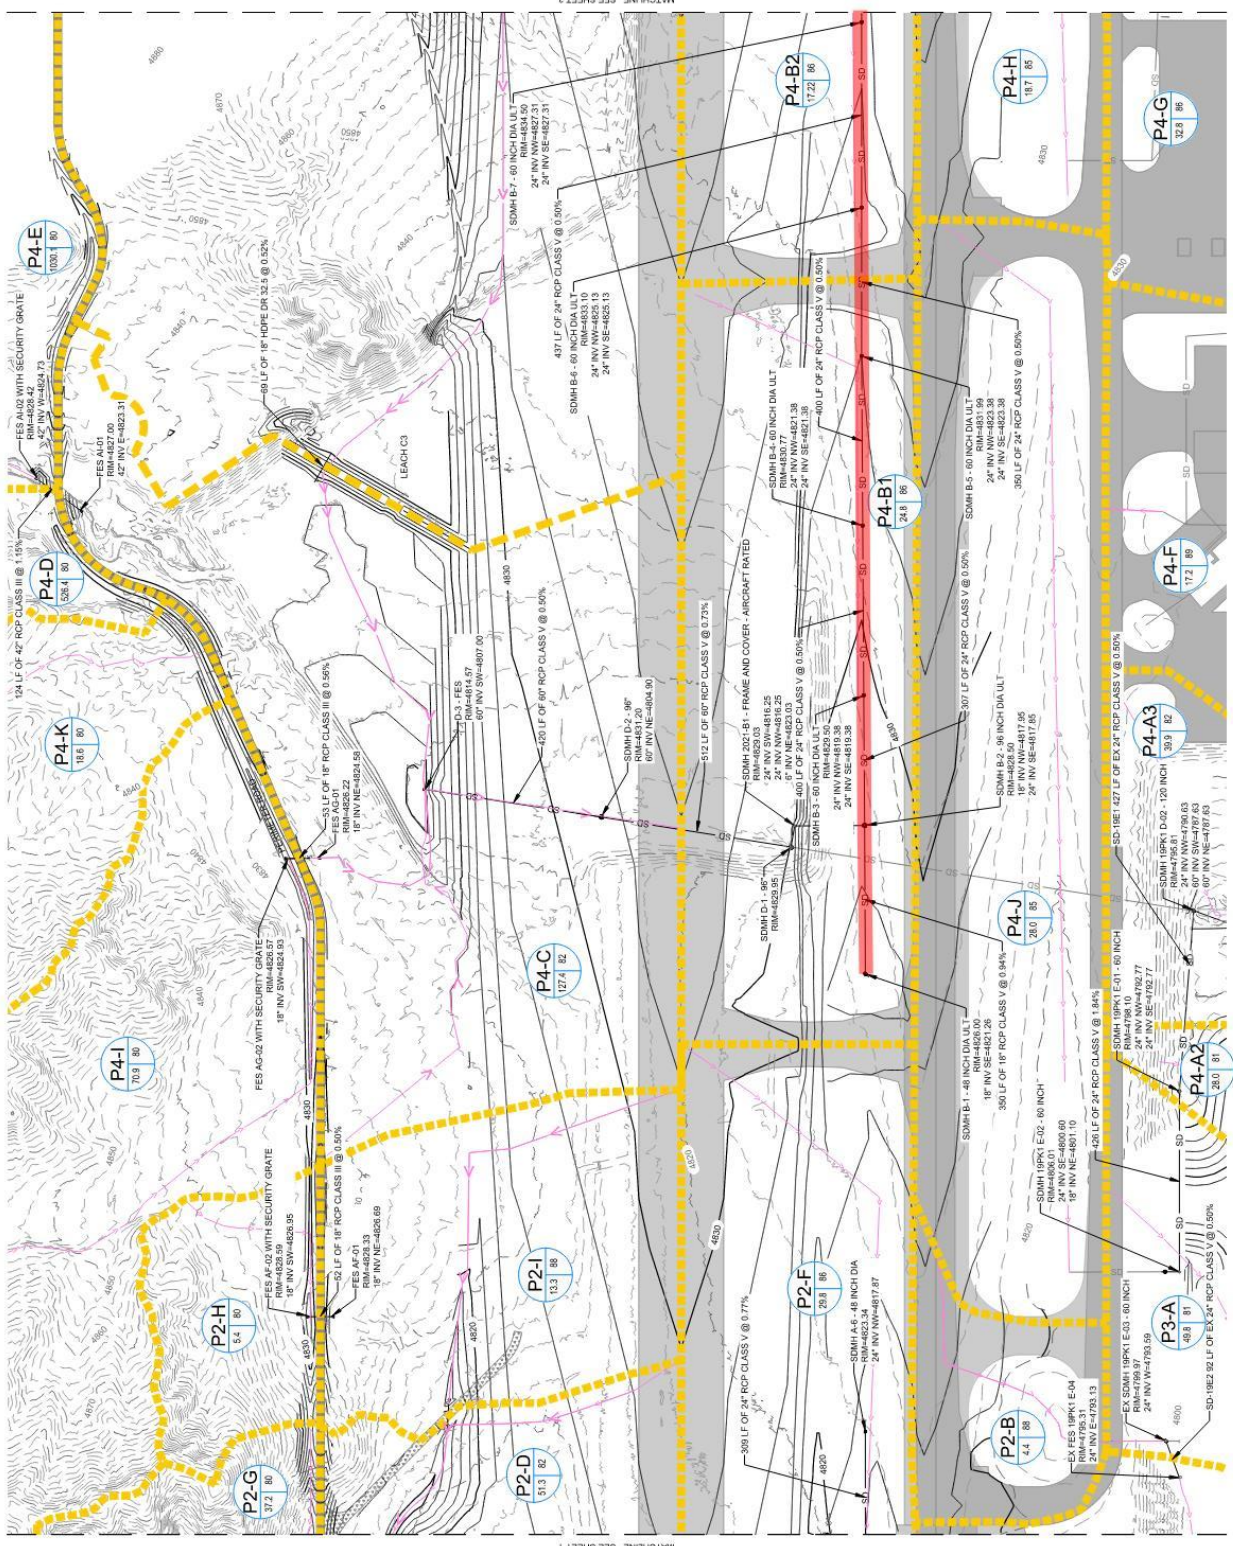 P4-E
1030.1 80
FES AI-02 WITH SECURITY GRATE
RIM=4828.42
42" INV W=4824.73
FES AI-01
RIM=4827.00
42" INV E=4823.31
124 LF OF 42" RCP CLASS III @ 1.15%
P4-D
526.4 80
P4-K
18.6 80
P4-I
70.9 80
P2-H
5.4 80
P2-G
37.2 80
69 LF OF 18" HDPE DR 32.5 @ 0.52%
LEACH C3
53 LF OF 18" RCP CLASS III @ 0.56%
FES AG-01
RIM=4826.22
18" INV NE=4824.58
FES AG-02 WITH SECURITY GRATE
RIM=4826.57
18" INV SW=4824.93
FES AF-02 WITH SECURITY GRATE
RIM=4828.59
18" INV SW=4826.95
52 LF OF 18" RCP CLASS III @ 0.50%
FES AF-01
RIM=4828.33
18" INV NE=4826.69
D-3 - FES
RIM=4814.57
60" INV SW=4807.00
420 LF OF 60" RCP CLASS V @ 0.50%
SDMH D-2 - 96"
RIM=4831.20
60" INV NE=4804.90
512 LF OF 60" RCP CLASS V @ 0.73%
P4-C
127.4 82
P2-I
13.3 88
P2-D
51.3 82
SDMH B-7 - 60 INCH DIA ULT
RIM=4834.50
24" INV NW=4827.31
24" INV SE=4827.31
437 LF OF 24" RCP CLASS V @ 0.50%
SDMH B-6 - 60 INCH DIA ULT
RIM=4833.10
24" INV NW=4825.13
24" INV SE=4825.13
P4-B2
17.22 86
400 LF OF 24" RCP CLASS V @ 0.50%
SDMH B-4 - 60 INCH DIA ULT
RIM=4830.77
24" INV NW=4821.38
24" INV SE=4821.38
P4-B1
24.8 86
SDMH 2021-B1 - FRAME AND COVER - AIRCRAFT RATED
RIM=4829.03
24" INV SW=4816.25
24" INV NW=4816.25
6" INV NE=4823.03
400 LF OF 24" RCP CLASS V @ 0.50%
SDMH B-3 - 60 INCH DIA ULT
RIM=4829.50
24" INV NW=4819.38
24" INV SE=4819.38
SDMH D-1 - 96"
RIM=4829.95
P2-F
29.8 86
309 LF OF 24" RCP CLASS V @ 0.77%
SDMH A-6 - 48 INCH DIA
RIM=4823.34
24" INV NW=4817.87
SDMH B-5 - 60 INCH DIA ULT
RIM=4831.99
24" INV NW=4823.38
24" INV SE=4823.38
350 LF OF 24" RCP CLASS V @ 0.50%
307 LF OF 24" RCP CLASS V @ 0.50%
SDMH B-2 - 96 INCH DIA ULT
RIM=4828.50
18" INV NW=4817.95
24" INV SE=4817.85
SDMH B-1 - 48 INCH DIA ULT
RIM=4826.00
18" INV SE=4821.26
350 LF OF 18" RCP CLASS V @ 0.94%
P4-H
18.7 85
P4-G
32.8 86
P4-F
17.2 89
P4-A3
39.9 82
P4-J
28.0 85
SD-19E1 427 LF OF EX 24" RCP CLASS V @ 0.50%
SDMH 19PK1 D-02 - 120 INCH
RIM=4795.81
24" INV NW=4790.63
60" INV SW=4787.63
60" INV NE=4787.63
SDMH 19PK1 E-01 - 60 INCH
RIM=4798.10
24" INV NW=4792.77
24" INV SE=4792.77
P4-A2
28.0 81
426 LF OF 24" RCP CLASS V @ 1.84%
SDMH 19PK1 E-02 - 60 INCH
RIM=4806.01
24" INV SE=4800.60
18" INV NE=4801.10
P3-A
49.8 81
P2-B
4.4 88
EX FES 19PK1 E-04
RIM=4795.31
24" INV E=4793.13
EX SDMH 19PK1 E-03 - 60 INCH
RIM=4799.97
24" INV W=4793.59
SD-19E2 92 LF OF EX 24" RCP CLASS V @ 0.50%